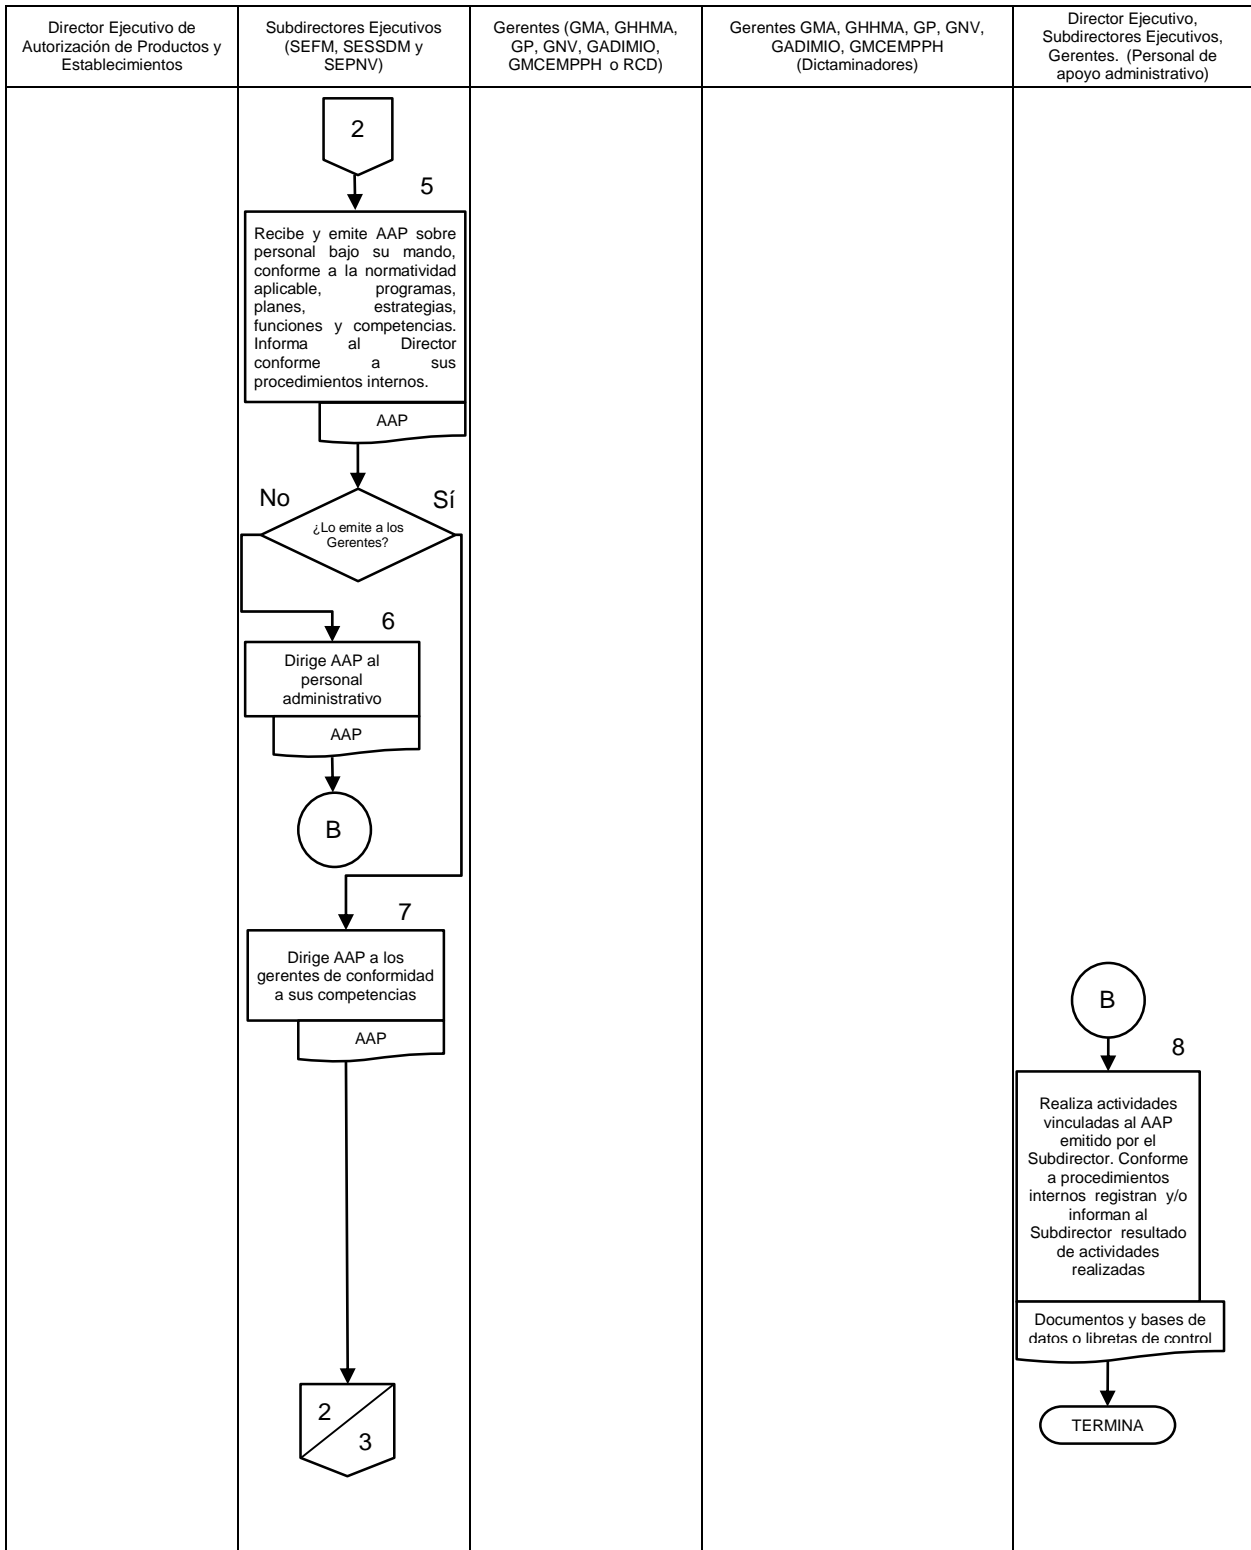 Director Ejecutivo de
Autorización de Productos y
Establecimientos
Subdirectores Ejecutivos
(SEFM, SESSDM y
SEPNV)
Gerentes (GMA, GHHMA,
GP, GNV, GADIMIO,
GMCEMPPH o RCD)
Gerentes GMA, GHHMA, GP, GNV,
GADIMIO, GMCEMPPH
(Dictaminadores)
Director Ejecutivo,
Subdirectores Ejecutivos,
Gerentes. (Personal de
apoyo administrativo)
2
5
Recibe y emite AAP sobre
personal bajo su mando,
conforme a la normatividad
aplicable, programas,
planes, estrategias,
funciones y competencias.
Informa al Director
conforme a sus
procedimientos internos.
AAP
No
Sí
¿Lo emite a los
Gerentes?
6
Dirige AAP al
personal
administrativo
AAP
B
7
Dirige AAP a los
gerentes de conformidad
a sus competencias
AAP
2
3
B
8
Realiza actividades
vinculadas al AAP
emitido por el
Subdirector. Conforme
a procedimientos
internos registran y/o
informan al
Subdirector resultado
de actividades
realizadas
Documentos y bases de
datos o libretas de control
TERMINA